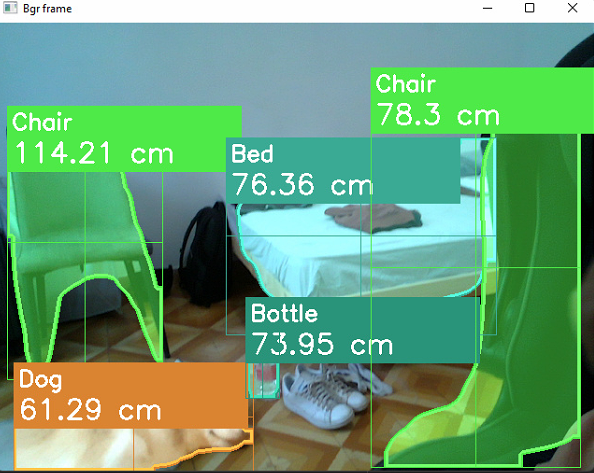 Bgr frame
Chair
78.3 cm
Chair
114.21 cm
Bed
76.36 cm
Bottle
73.95 cm
Dog
61.29 cm